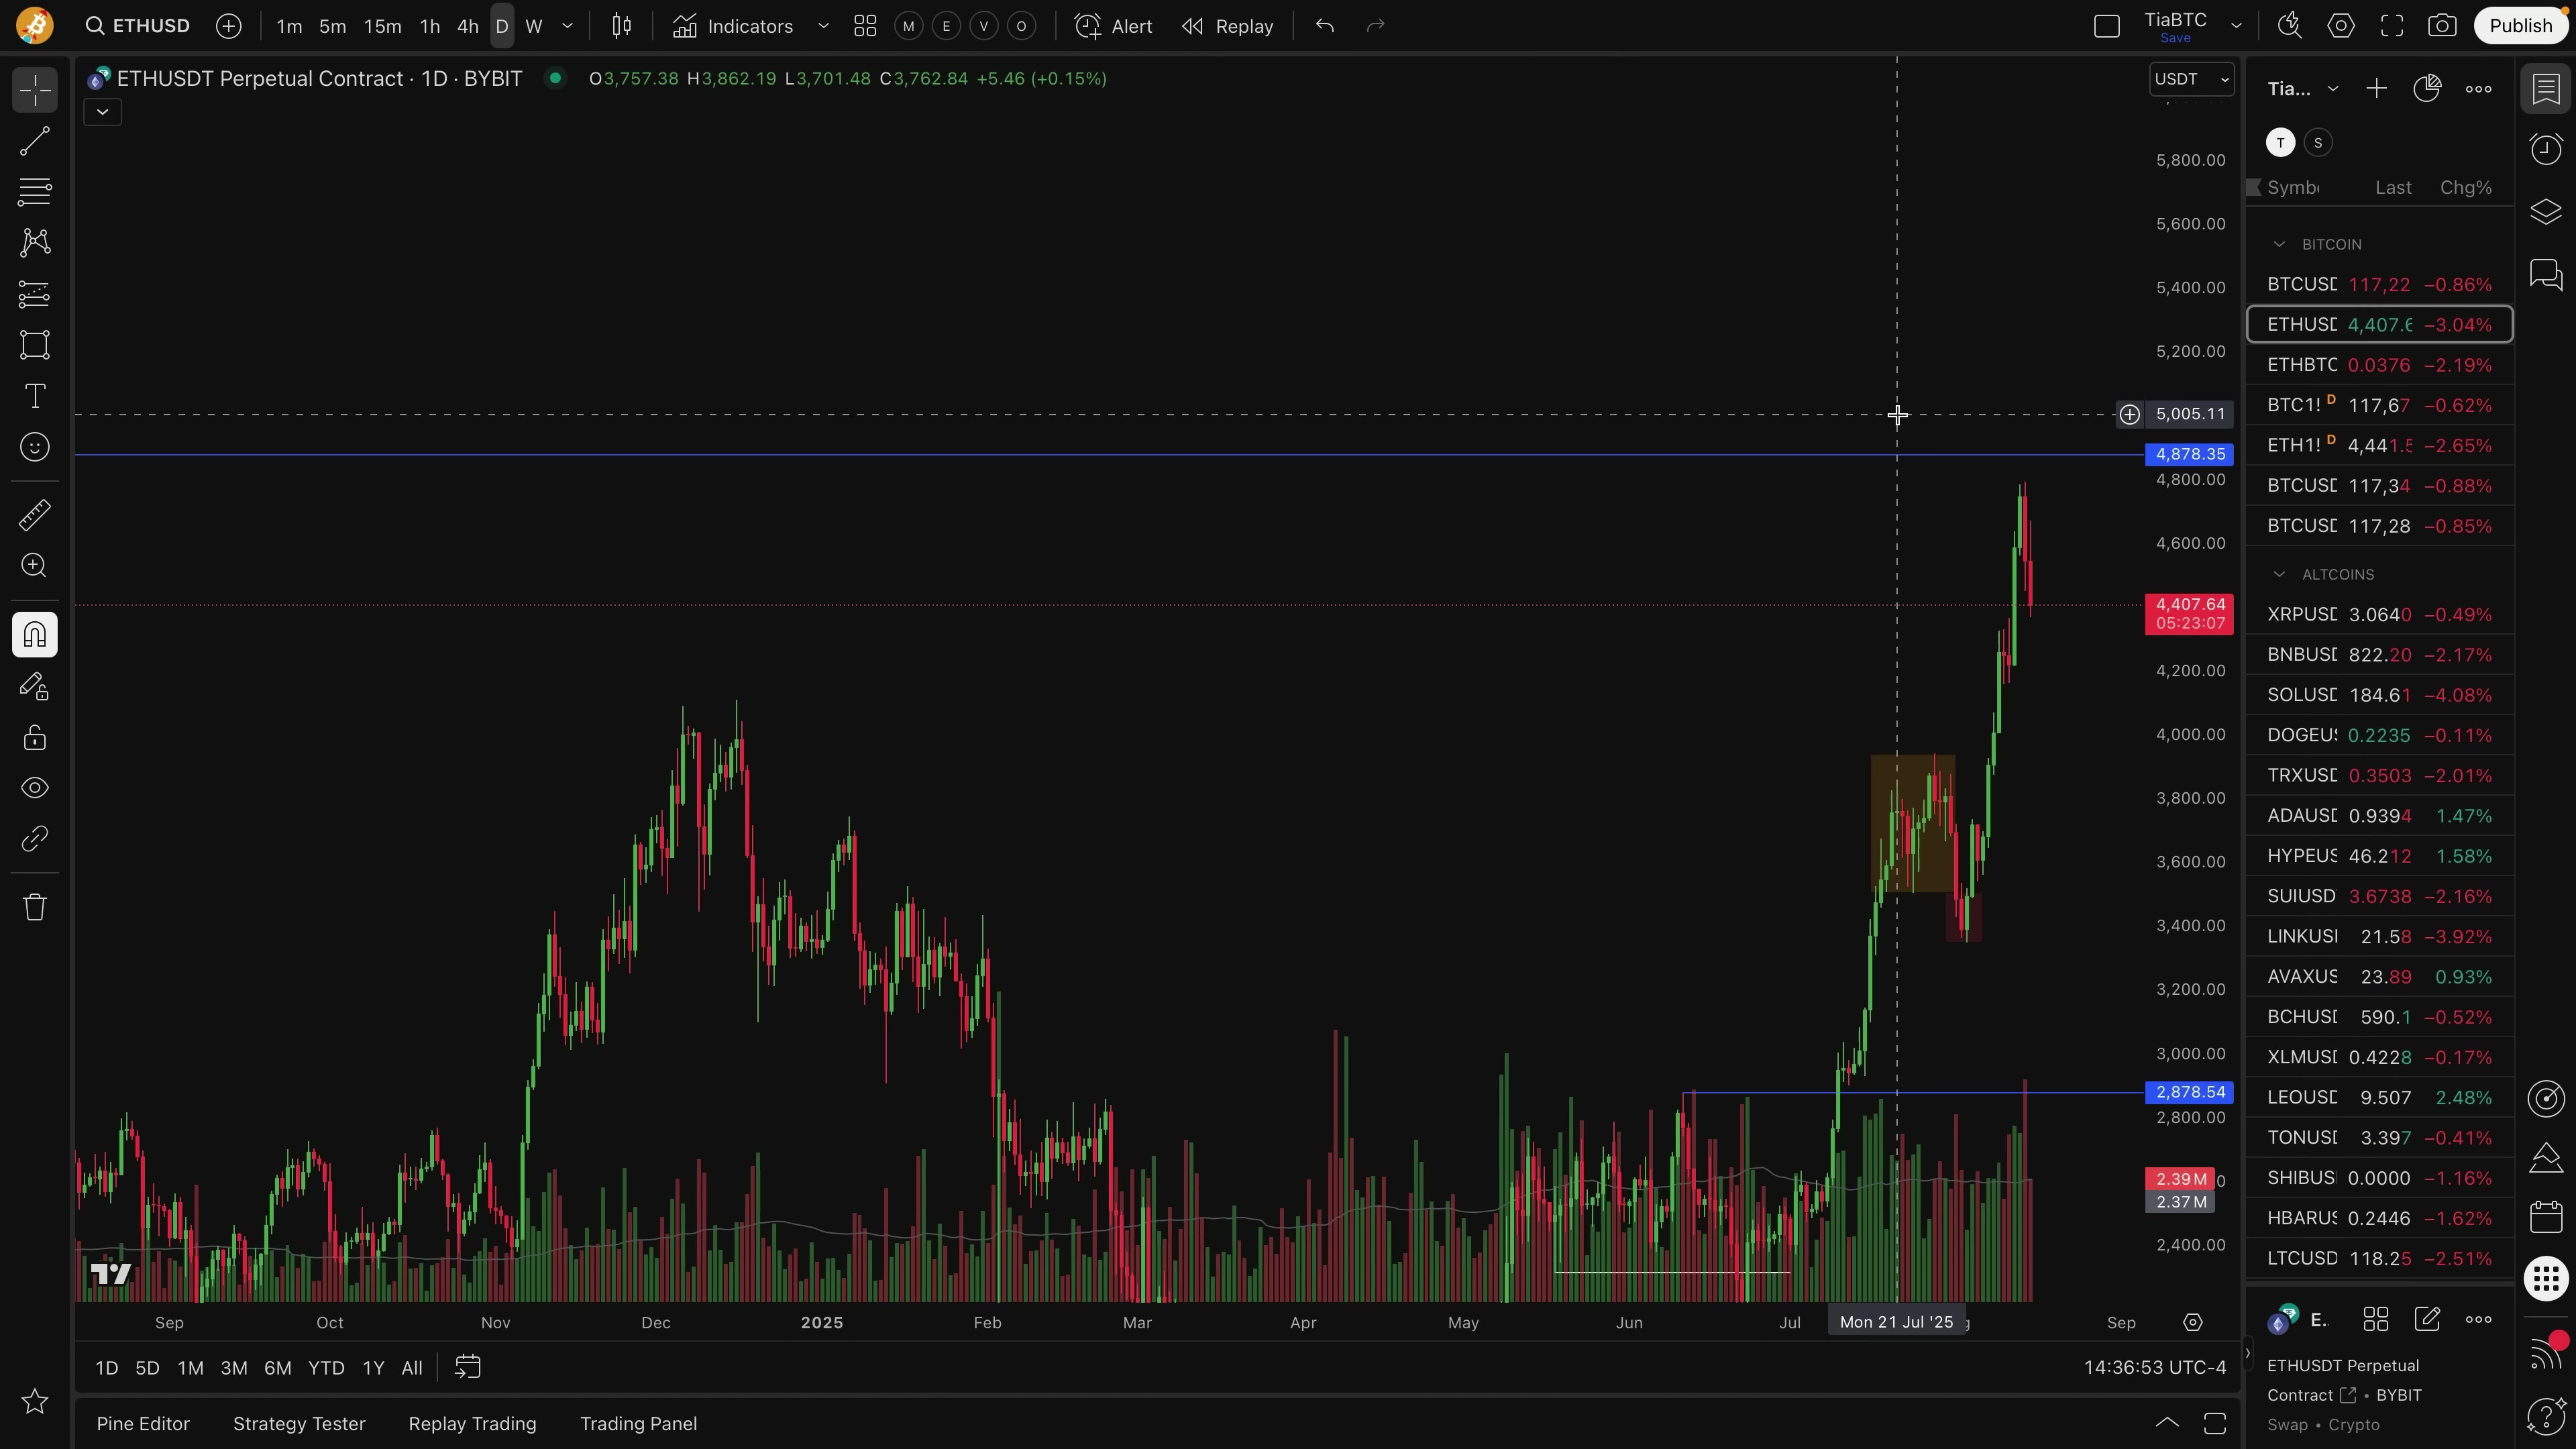 ETHUSD 1m 5m 15m 1h 4h D W Indicators M E V O Alert Replay TiaBTC Publish
Save
ETHUSDT Perpetual Contract · 1D · BYBIT O3,757.38 H3,862.19 L3,701.48 C3,762.84 +5.46 (+0.15%)
USDT
5,800.00
5,600.00
5,400.00
5,200.00
5,005.11
4,878.35
4,800.00
4,600.00
4,407.64
05:23:07
4,200.00
4,000.00
3,800.00
3,600.00
3,400.00
3,200.00
3,000.00
2,878.54
2,800.00
2.39 M
2.37 M
2,400.00
Sep Oct Nov Dec 2025 Feb Mar Apr May Jun Jul Mon 21 Jul '25 Sep
1D 5D 1M 3M 6M YTD 1Y All 14:36:53 UTC-4
Pine Editor Strategy Tester Replay Trading Trading Panel
Tia...
T S
Symb Last Chg%
BITCOIN
BTCUSD 117,22 −0.86%
ETHUSD 4,407.6 −3.04%
ETHBTC 0.0376 −2.19%
BTC1! D 117,67 −0.62%
ETH1! D 4,441.5 −2.65%
BTCUSD 117,34 −0.88%
BTCUSD 117,28 −0.85%
ALTCOINS
XRPUSD 3.0640 −0.49%
BNBUSD 822.20 −2.17%
SOLUSD 184.61 −4.08%
DOGEUS 0.2235 −0.11%
TRXUSD 0.3503 −2.01%
ADAUSD 0.9394 1.47%
HYPEUS 46.212 1.58%
SUIUSD 3.6738 −2.16%
LINKUSI 21.58 −3.92%
AVAXUS 23.89 0.93%
BCHUSD 590.1 −0.52%
XLMUSD 0.4228 −0.17%
LEOUSD 9.507 2.48%
TONUSD 3.397 −0.41%
SHIBUS 0.0000 −1.16%
HBARUS 0.2446 −1.62%
LTCUSD 118.25 −2.51%
E.
ETHUSDT Perpetual
Contract • BYBIT
Swap • Crypto